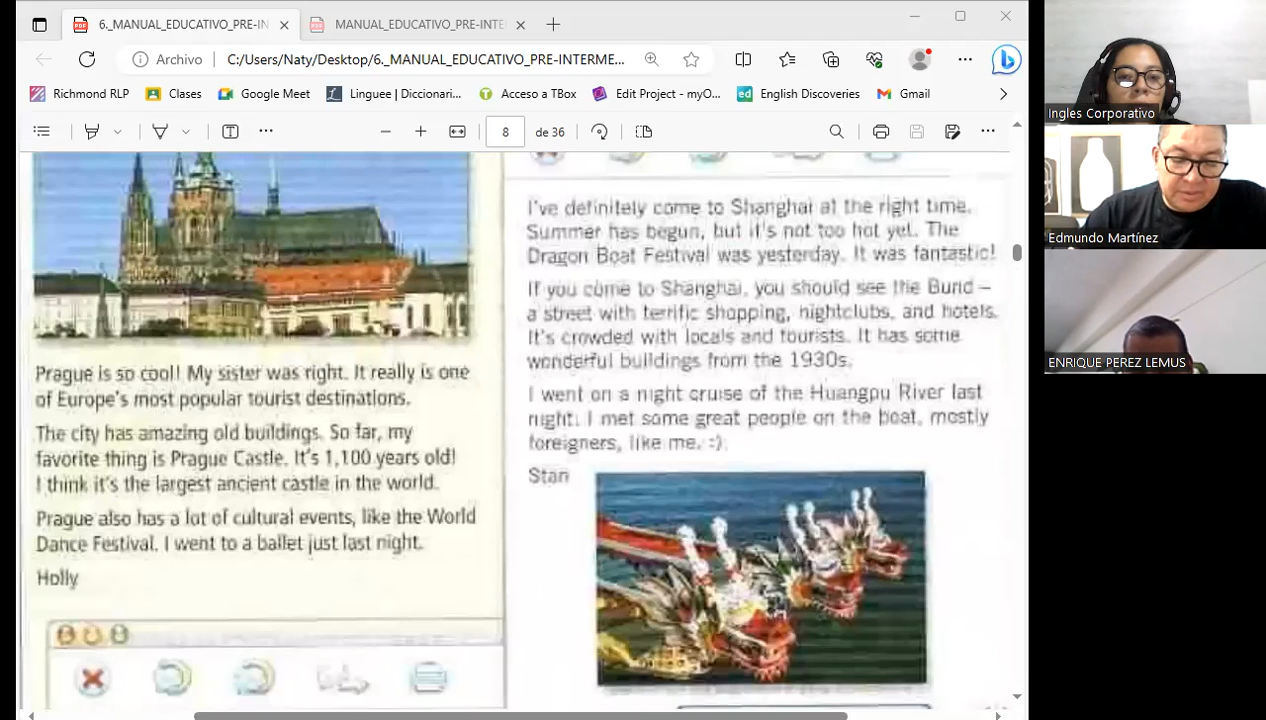 6._MANUAL_EDUCATIVO_PRE-IN
MANUAL_EDUCATIVO_PRE-INTE
Archivo
C:/Users/Naty/Desktop/6._MANUAL_EDUCATIVO_PRE-INTERME...
Richmond RLP
Clases
Google Meet
Linguee | Diccionari...
Acceso a TBox
Edit Project - myO...
English Discoveries
Gmail
8 de 36
Prague is so cool! My sister was right. It really is one
of Europe's most popular tourist destinations.
The city has amazing old buildings. So far, my
favorite thing is Prague Castle. It's 1,100 years old!
I think it's the largest ancient castle in the world.
Prague also has a lot of cultural events, like the World
Dance Festival. I went to a ballet just last night.
Holly
I've definitely come to Shanghai at the right time.
Summer has begun, but it's not too hot yet. The
Dragon Boat Festival was yesterday. It was fantastic!
If you come to Shanghai, you should see the Bund –
a street with terrific shopping, nightclubs, and hotels.
It's crowded with locals and tourists. It has some
wonderful buildings from the 1930s.
I went on a night cruise of the Huangpu River last
night. I met some great people on the boat, mostly
foreigners, like me. :)
Stan
Ingles Corporativo
Edmundo Martínez
ENRIQUE PEREZ LEMUS